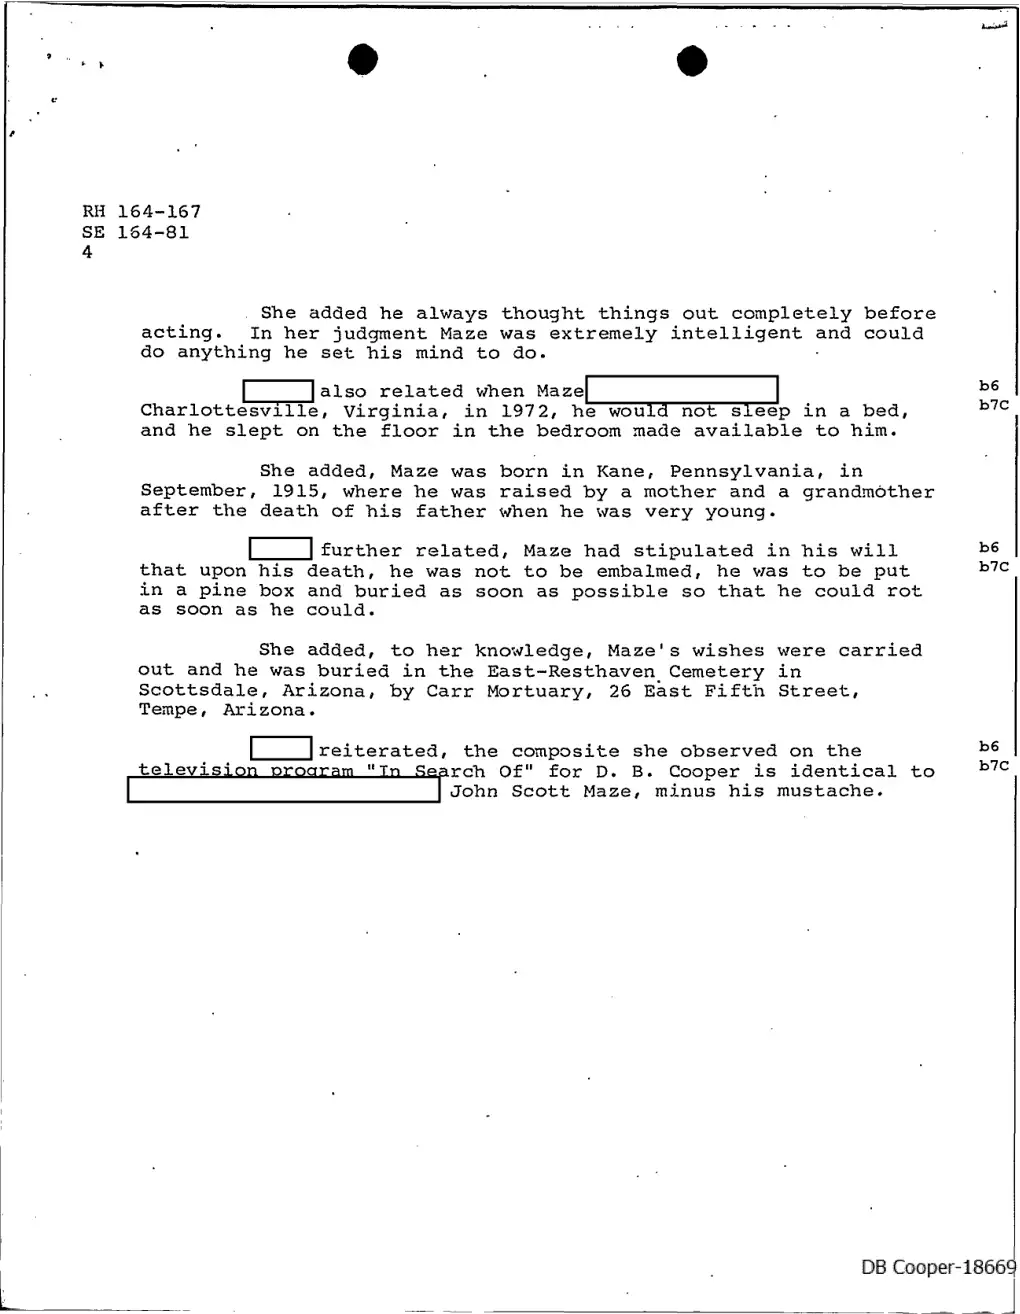 RH 164-167
SE 164-81
4
She added he always thought things out completely before
acting. In her judgment Maze was extremely intelligent and could
do anything he set his mind to do.
also related when Maze
b6
Charlottesville, Virginia, in 1972, he would not sleep in a bed,
b7C
and he slept on the floor in the bedroom made available to him.
She added, Maze was born in Kane, Pennsylvania, in
September, 1915, where he was raised by a mother and a grandmother
after the death of his father when he was very young.
further related, Maze had stipulated in his will
b6
that upon his death, he was not to be embalmed, he was to be put
b7C
in a pine box and buried as soon as possible so that he could rot
as soon as he could.
She added, to her knowledge, Maze's wishes were carried
out and he was buried in the East-Resthaven Cemetery in
Scottsdale, Arizona, by Carr Mortuary, 26 East Fifth Street,
Tempe, Arizona.
reiterated, the composite she observed on the
b6
television program "In Search Of" for D. B. Cooper is identical to
b7C
John Scott Maze, minus his mustache.
DB Cooper-18669